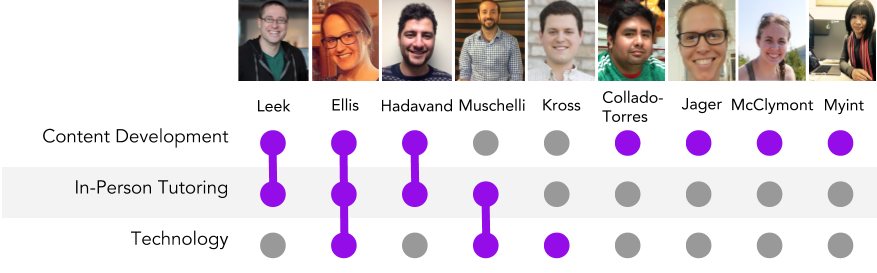 Leek Ellis Hadavand Muschelli Kross Collado-
Torres Jager McClymont Myint
Content Development
In-Person Tutoring
Technology